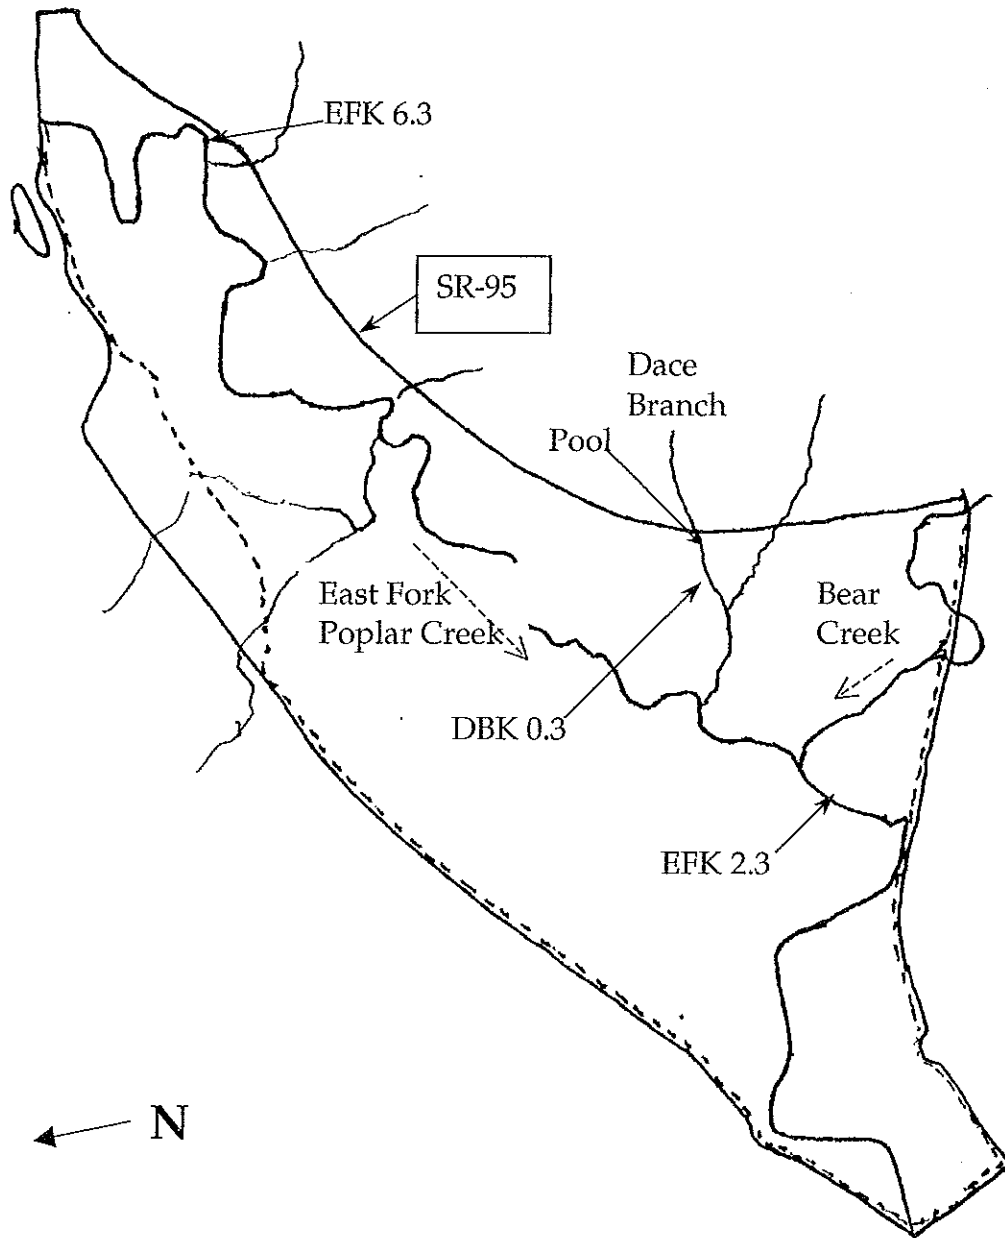 EFK 6.3
SR-95
Dace
Branch
Pool
East Fork
Poplar Creek
Bear
Creek
DBK 0.3
EFK 2.3
N